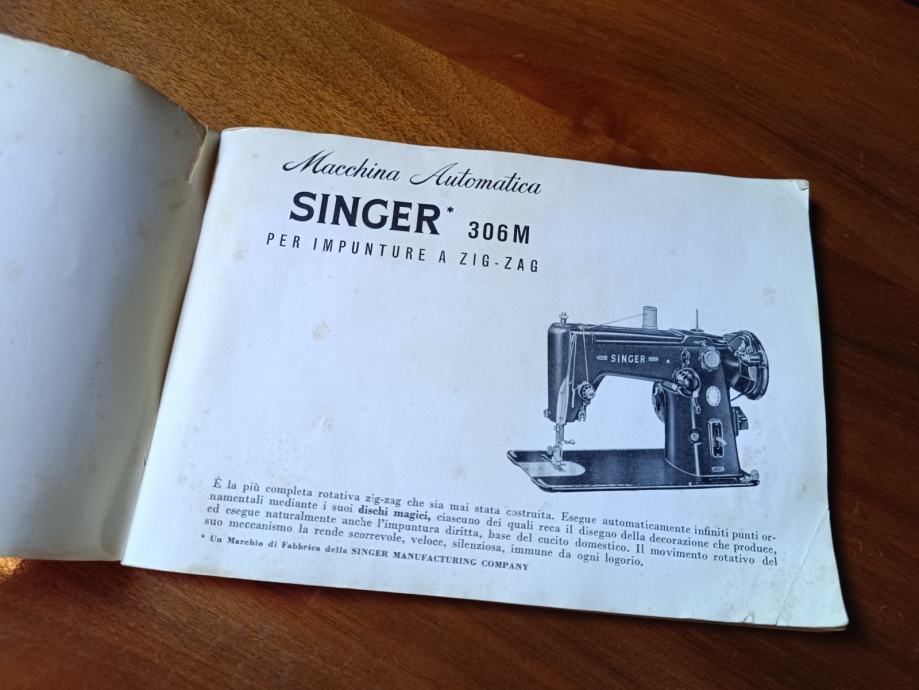 Macchina Automatica
SINGER* 306M
PER IMPUNTURE A ZIG-ZAG
SINGER
È la più completa rotativa zig-zag che sia mai stata costruita. Esegue automaticamente infiniti punti or-
namentali mediante i suoi dischi magici, ciascuno dei quali reca il disegno della decorazione che produce,
ed esegue naturalmente anche l'impuntura diritta, base del cucito domestico. Il movimento rotativo del
suo meccanismo la rende scorrevole, veloce, silenziosa, immune da ogni logorio.
* Un Marchio di Fabbrica della SINGER MANUFACTURING COMPANY